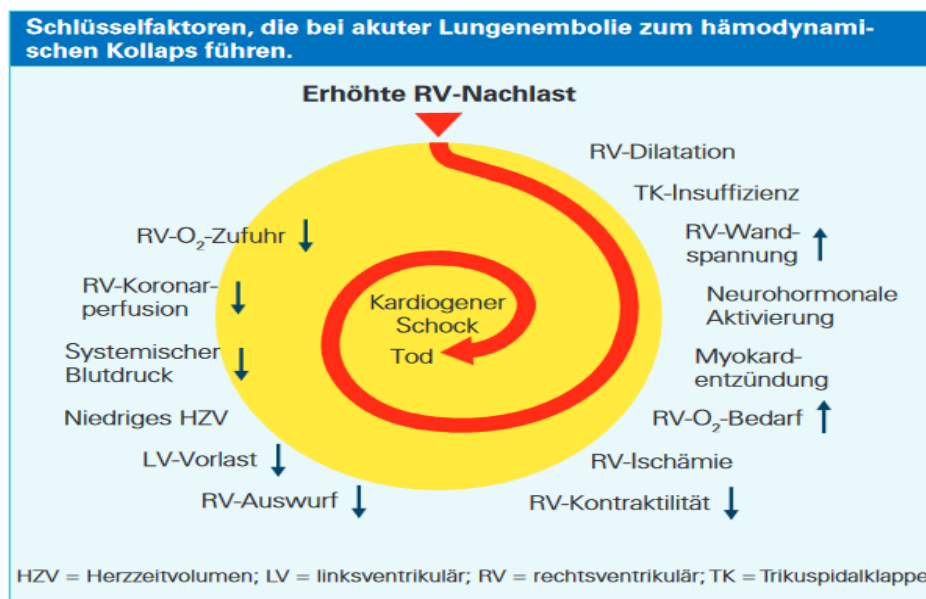 Schlüsselfaktoren, die bei akuter Lungenembolie zum hämodynami-
schen Kollaps führen.
Erhöhte RV-Nachlast
RV-Dilatation
TK-Insuffizienz
RV-Wand-
spannung ↑
Neurohormonale
Aktivierung
Myokard-
entzündung
RV-O₂-Bedarf ↑
RV-Ischämie
RV-Kontraktilität ↓
RV-Auswurf ↓
LV-Vorlast ↓
Niedriges HZV
Systemischer
Blutdruck ↓
RV-Koronar-
perfusion ↓
RV-O₂-Zufuhr ↓
Kardiogener
Schock
Tod
HZV = Herzzeitvolumen; LV = linksventrikulär; RV = rechtsventrikulär; TK = Trikuspidalklappe